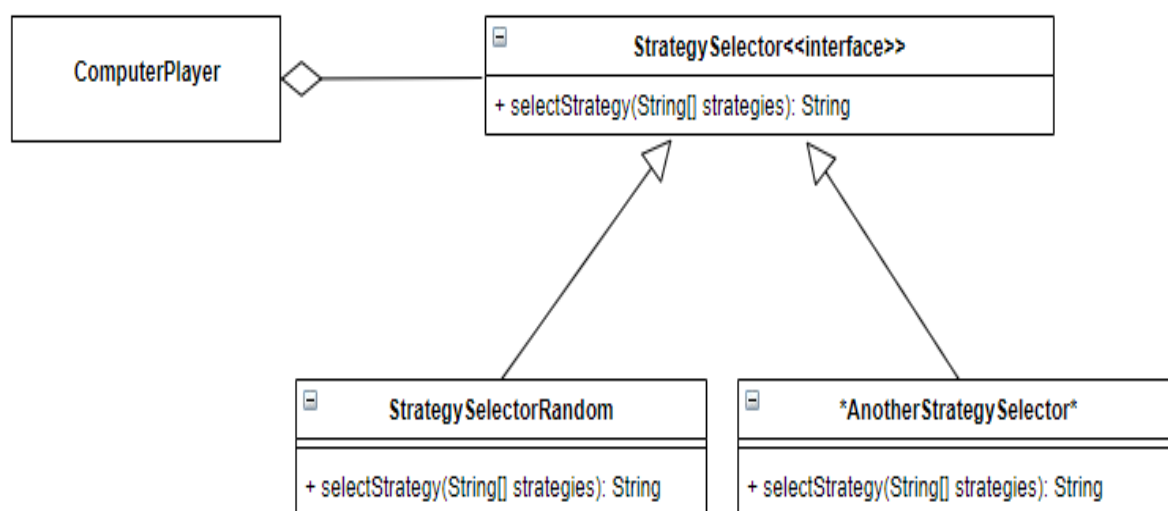 ComputerPlayer
StrategySelector<<interface>>
+ selectStrategy(String[] strategies): String
StrategySelectorRandom
+ selectStrategy(String[] strategies): String
*AnotherStrategySelector*
+ selectStrategy(String[] strategies): String